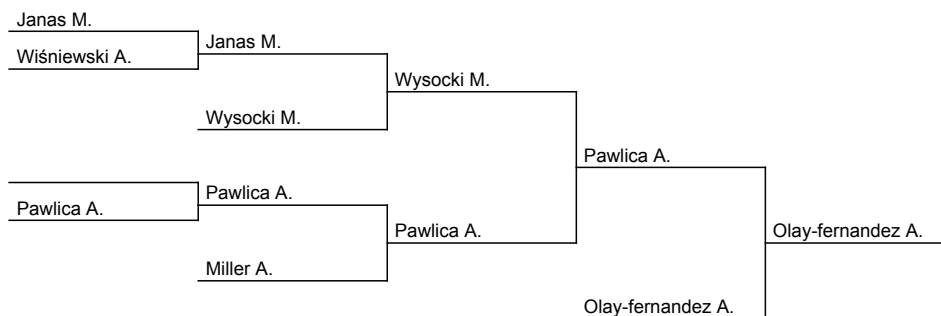 Janas M.
Wiśniewski A.
Janas M.
Wysocki M.
Wysocki M.
Pawlica A.
Pawlica A.
Pawlica A.
Pawlica A.
Miller A.
Olay-fernandez A.
Olay-fernandez A.